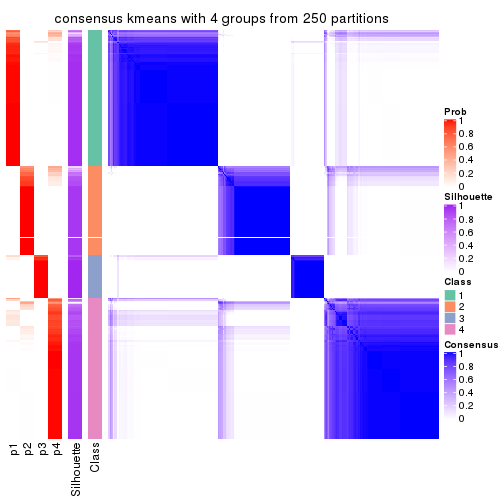 consensus kmeans with 4 groups from 250 partitions
Prob
1
0.8
0.6
0.4
0.2
0
Silhouette
1
0.8
0.6
0.4
0.2
0
Class
1
2
3
4
Consensus
1
0.8
0.6
0.4
0.2
0
p1
p2
p3
p4
Silhouette
Class